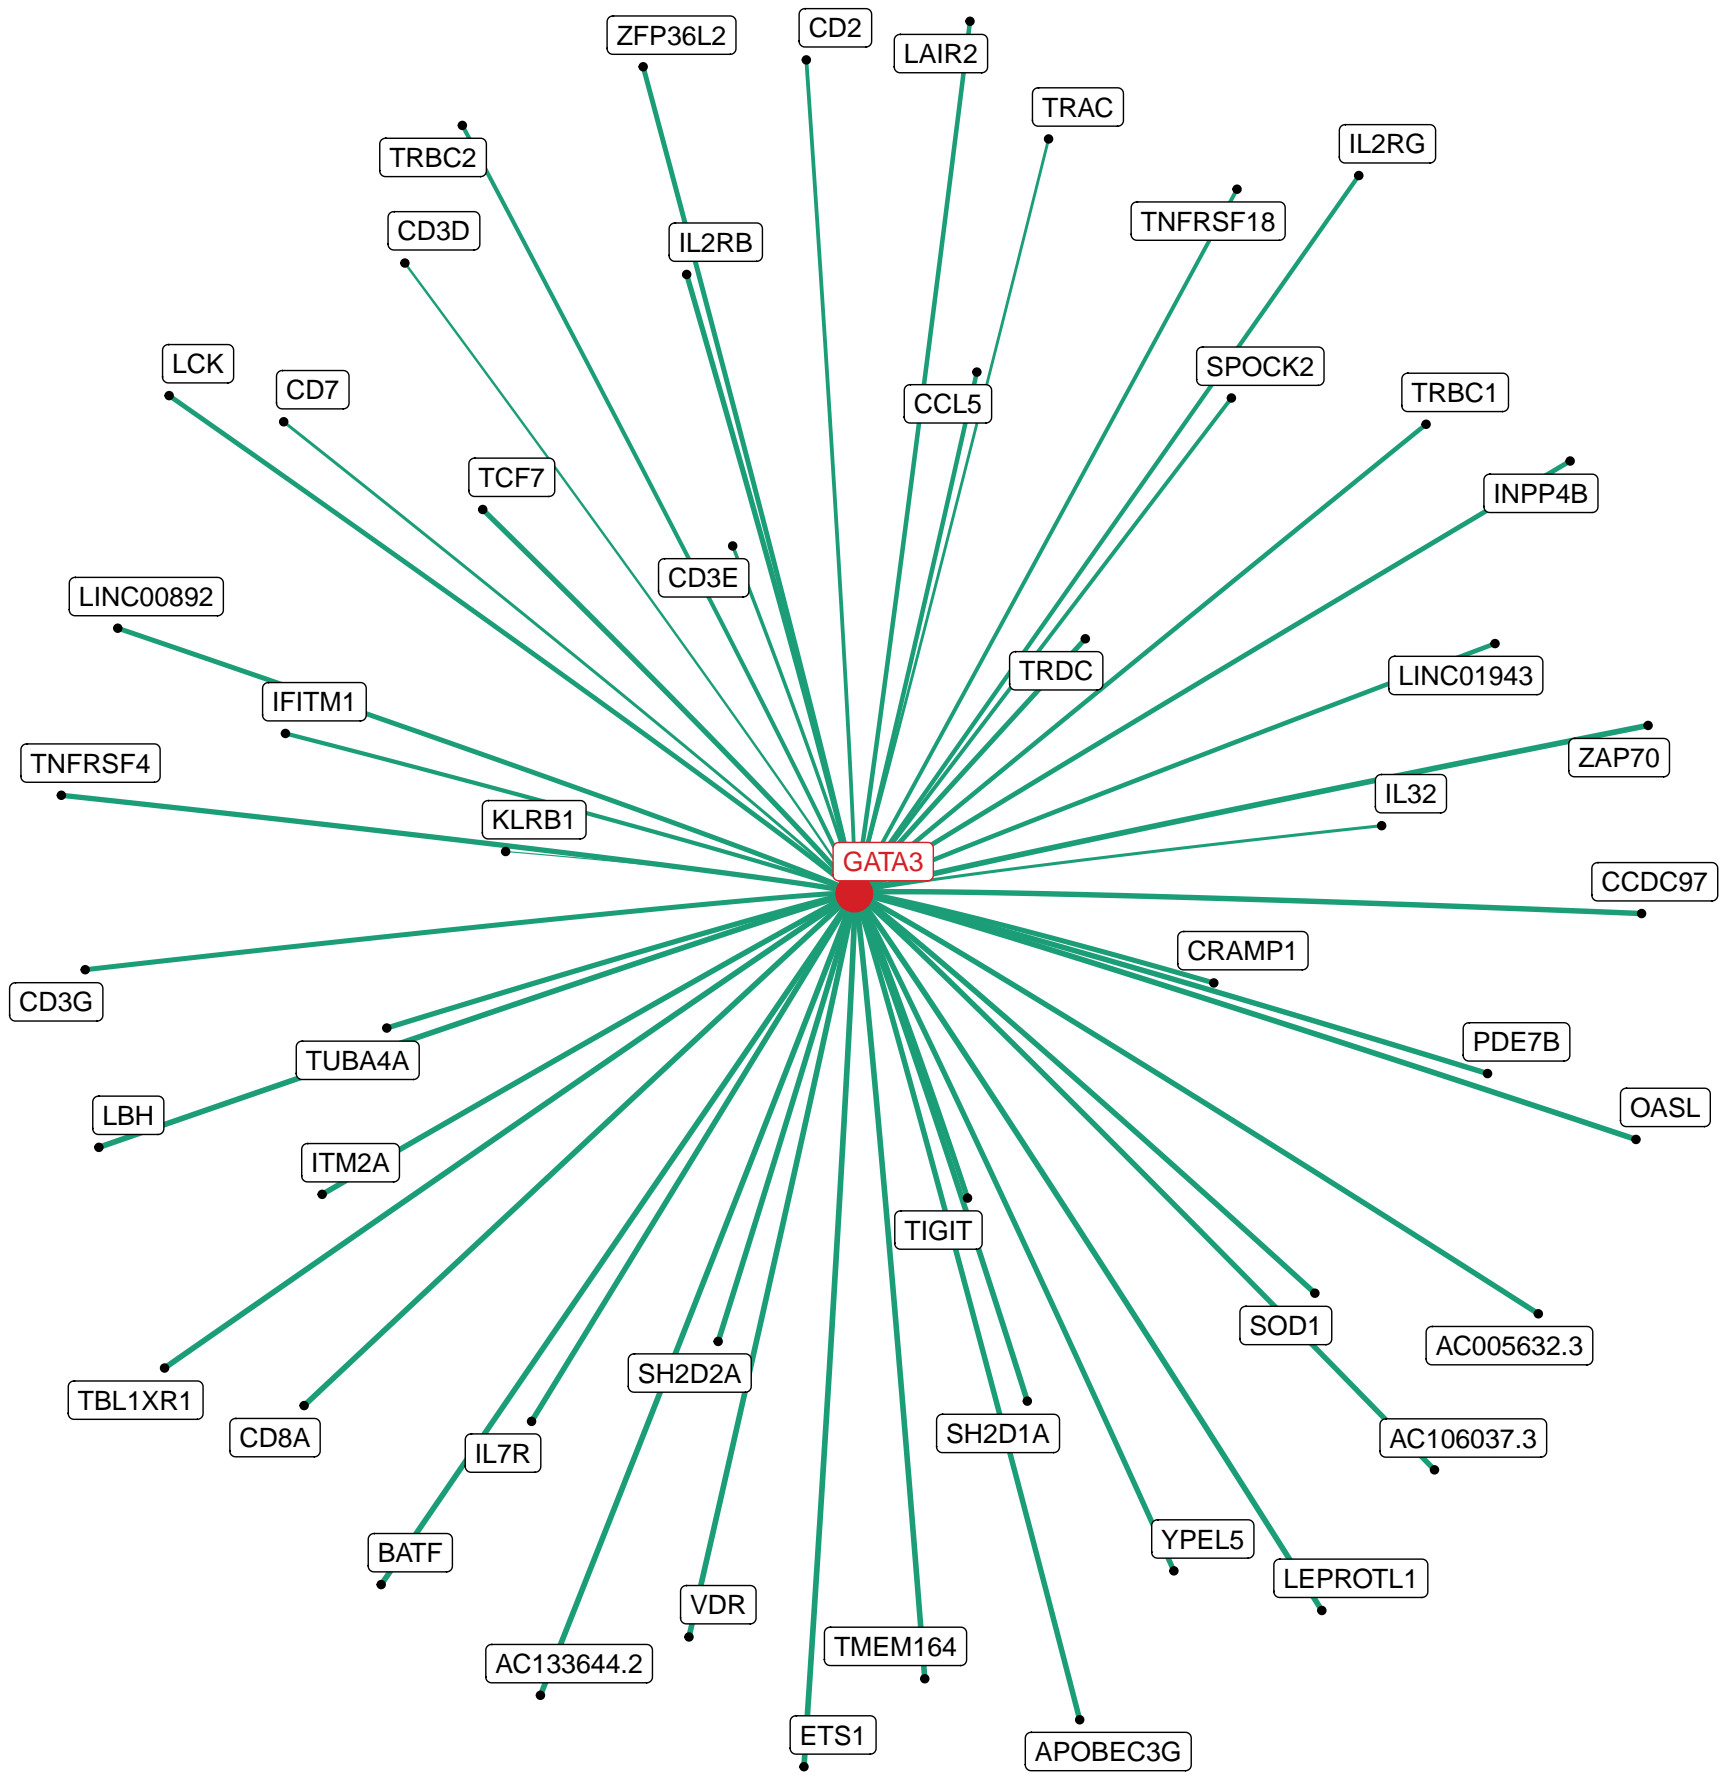 CD2
ZFP36L2
LAIR2
TRAC
IL2RG
TRBC2
TNFRSF18
CD3D
IL2RB
LCK
SPOCK2
CD7
TRBC1
CCL5
TCF7
INPP4B
CD3E
LINC00892
TRDC
LINC01943
IFITM1
ZAP70
TNFRSF4
IL32
KLRB1
GATA3
CCDC97
CRAMP1
CD3G
PDE7B
TUBA4A
OASL
LBH
ITM2A
TIGIT
SOD1
AC005632.3
SH2D2A
TBL1XR1
SH2D1A
CD8A
AC106037.3
IL7R
YPEL5
BATF
LEPROTL1
VDR
TMEM164
AC133644.2
ETS1
APOBEC3G